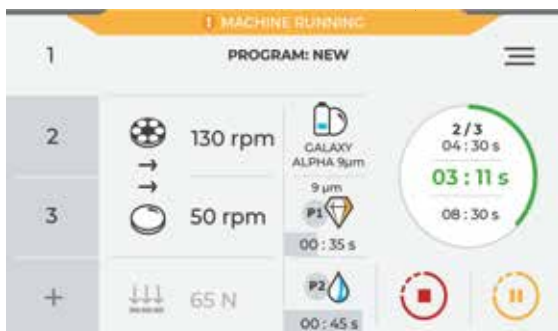 ! MACHINE RUNNING
1
PROGRAM: NEW
2
130 rpm
GALAXY
ALPHA 9µm
2/3
04:30 s
03:11 s
08:30 s
3
50 rpm
9 µm
P1
00:35 s
+
65 N
P2
00:45 s